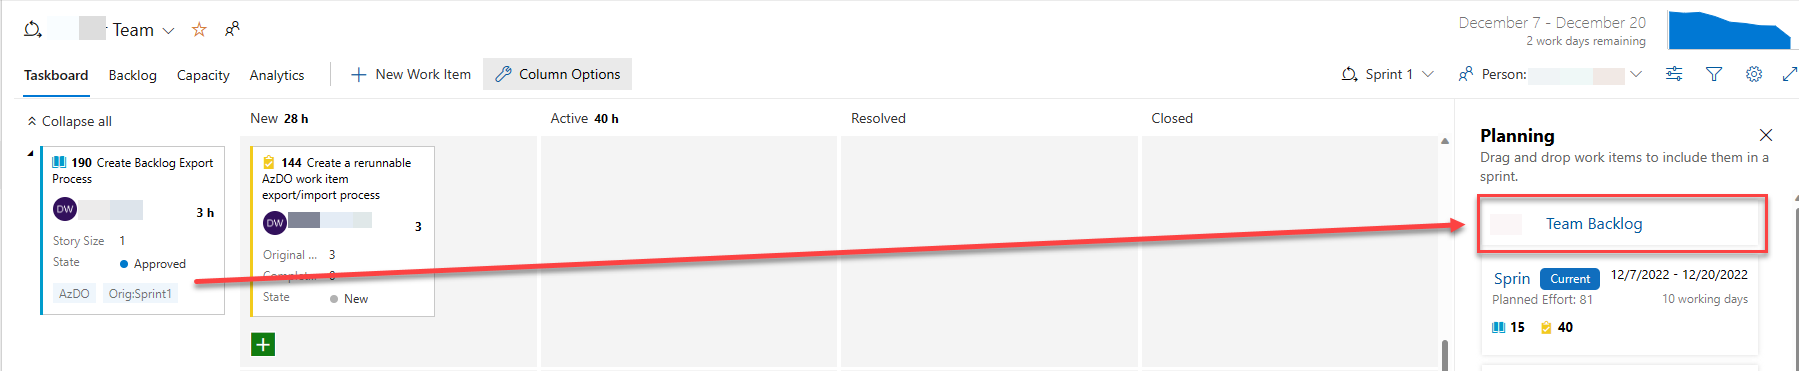 Team
December 7 - December 20
2 work days remaining
Taskboard Backlog Capacity Analytics New Work Item Column Options Sprint 1 Person:
Collapse all
New 28 h Active 40 h Resolved Closed
190 Create Backlog Export
Process
DW
3 h
Story Size 1
State Approved
AzDO Orig:Sprint1
144 Create a rerunnable
AzDO work item
export/import process
DW
3
Original ... 3
Complet... 0
State New
Planning
Drag and drop work items to include them in a
sprint.
Team Backlog
Sprin Current 12/7/2022 - 12/20/2022
Planned Effort: 81 10 working days
15 40